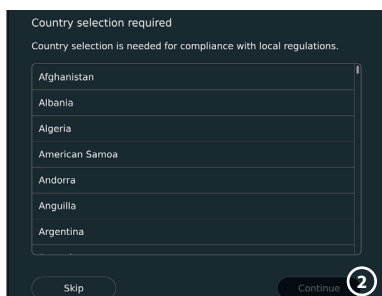 Country selection required
Country selection is needed for compliance with local regulations.
Afghanistan
Albania
Algeria
American Samoa
Andorra
Anguilla
Argentina
Skip
Continue
2